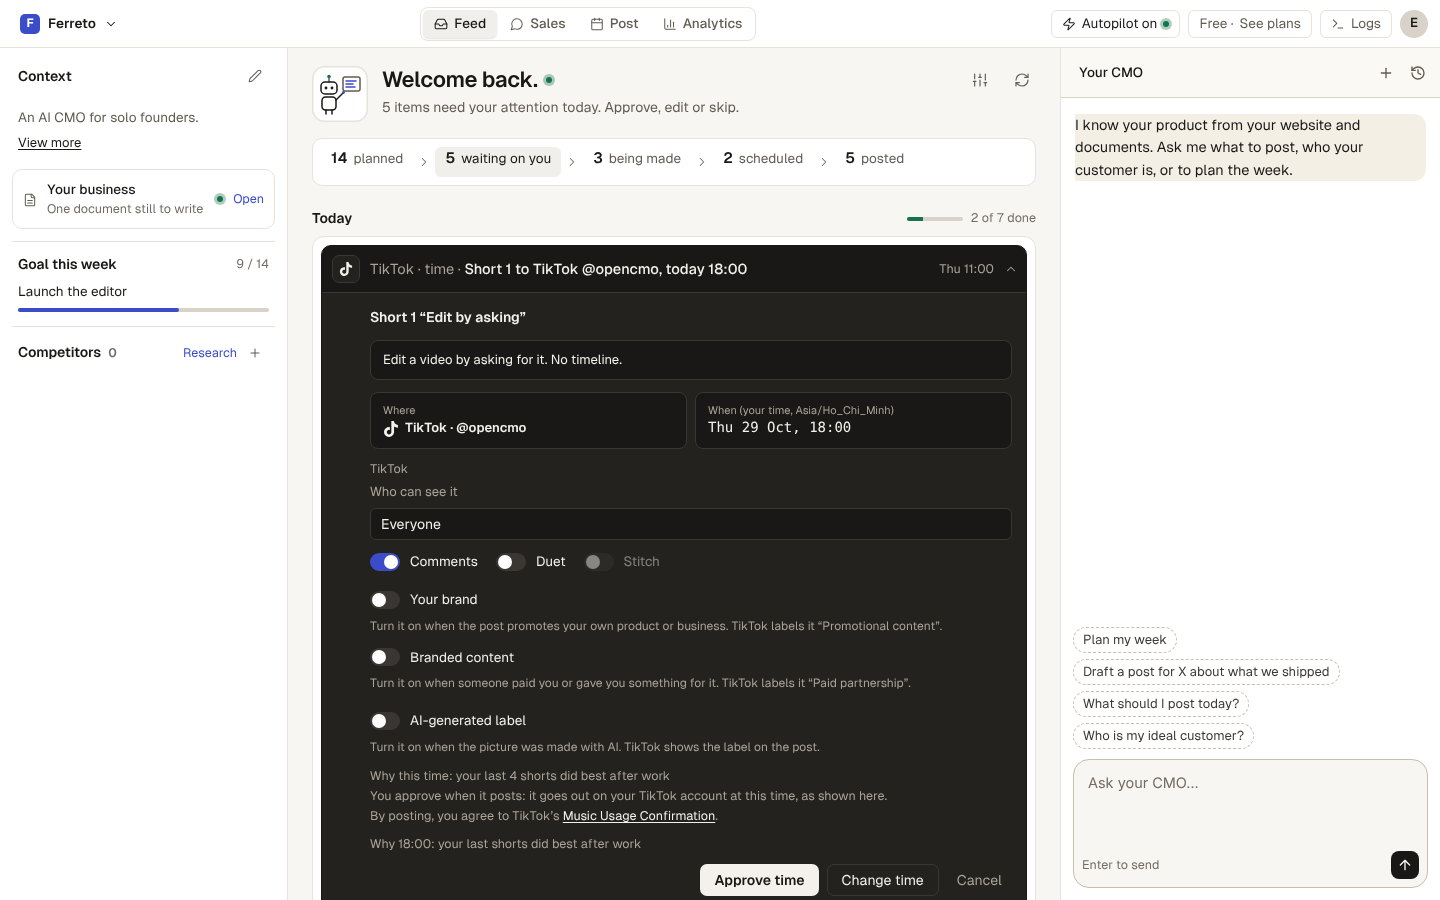 F Ferreto
Feed
Sales
Post
Analytics
Autopilot on
Free · See plans
Logs
E
Context
An AI CMO for solo founders.
View more
Your business
One document still to write
Open
Goal this week
9 / 14
Launch the editor
Competitors 0
Research
Welcome back.
5 items need your attention today. Approve, edit or skip.
14 planned
5 waiting on you
3 being made
2 scheduled
5 posted
Today
2 of 7 done
TikTok · time · Short 1 to TikTok @opencmo, today 18:00
Thu 11:00
Short 1 “Edit by asking”
Edit a video by asking for it. No timeline.
Where
TikTok · @opencmo
When (your time, Asia/Ho_Chi_Minh)
Thu 29 Oct, 18:00
TikTok
Who can see it
Everyone
Comments
Duet
Stitch
Your brand
Turn it on when the post promotes your own product or business. TikTok labels it “Promotional content”.
Branded content
Turn it on when someone paid you or gave you something for it. TikTok labels it “Paid partnership”.
AI-generated label
Turn it on when the picture was made with AI. TikTok shows the label on the post.
Why this time: your last 4 shorts did best after work
You approve when it posts: it goes out on your TikTok account at this time, as shown here.
By posting, you agree to TikTok’s Music Usage Confirmation.
Why 18:00: your last shorts did best after work
Approve time
Change time
Cancel
Your CMO
I know your product from your website and
documents. Ask me what to post, who your
customer is, or to plan the week.
Plan my week
Draft a post for X about what we shipped
What should I post today?
Who is my ideal customer?
Ask your CMO...
Enter to send